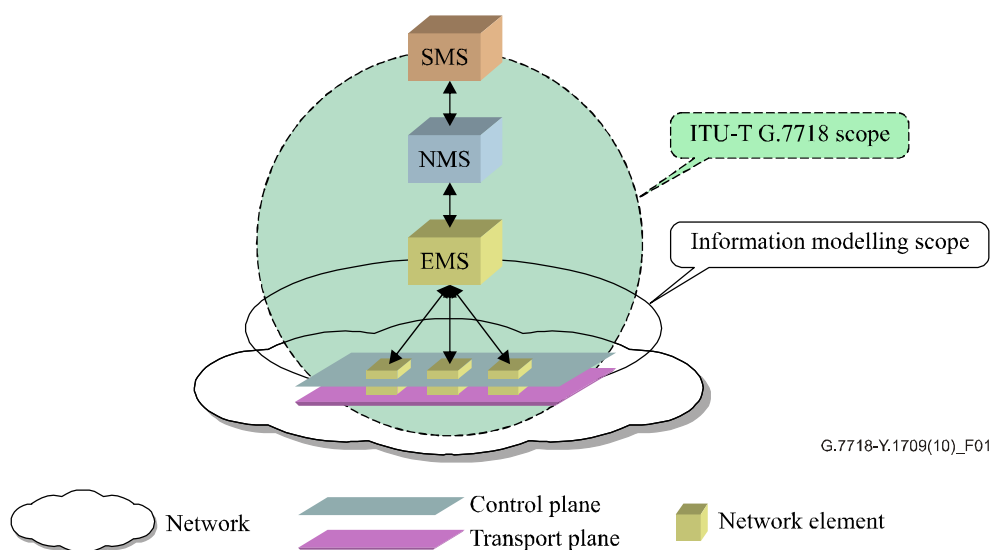 SMS
ITU-T G.7718 scope
NMS
Information modelling scope
EMS
G.7718-Y.1709(10)_F01
Control plane
Network
Network element
Transport plane